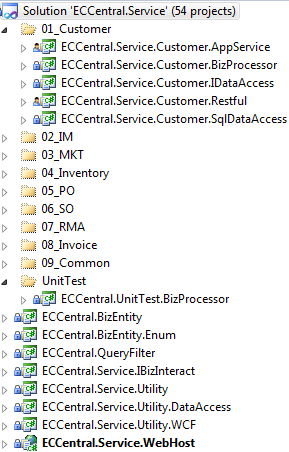 Solution 'ECCentral.Service' (54 projects)
01_Customer
ECCentral.Service.Customer.AppService
ECCentral.Service.Customer.BizProcessor
ECCentral.Service.Customer.IDataAccess
ECCentral.Service.Customer.Restful
ECCentral.Service.Customer.SqlDataAccess
02_IM
03_MKT
04_Inventory
05_PO
06_SO
07_RMA
08_Invoice
09_Common
UnitTest
ECCentral.UnitTest.BizProcessor
ECCentral.BizEntity
ECCentral.BizEntity.Enum
ECCentral.QueryFilter
ECCentral.Service.IBizInteract
ECCentral.Service.Utility
ECCentral.Service.Utility.DataAccess
ECCentral.Service.Utility.WCF
ECCentral.Service.WebHost